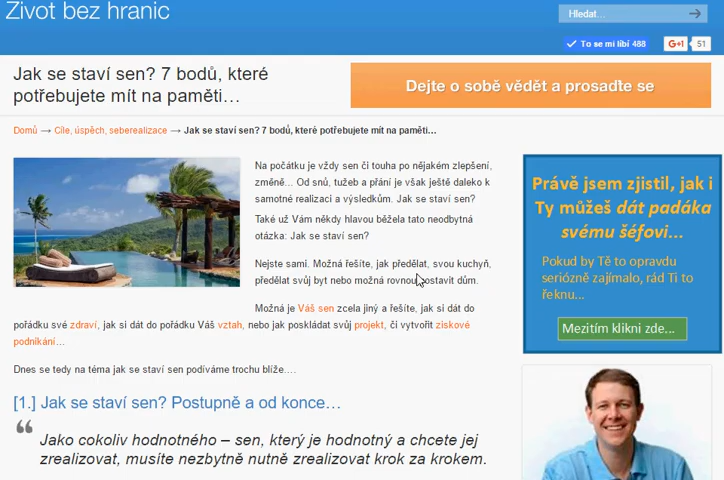 Život bez hranic
Hledat...
To se mi líbí 488
G+1 51
Jak se staví sen? 7 bodů, které
potřebujete mít na paměti…
Dejte o sobě vědět a prosaďte se
Domů → Cíle, úspěch, seberealizace → Jak se staví sen? 7 bodů, které potřebujete mít na paměti…
Na počátku je vždy sen či touha po nějakém zlepšení,
změně… Od snů, tužeb a přání je však ještě daleko k
samotné realizaci a výsledkům. Jak se staví sen?
Také už Vám někdy hlavou běžela tato neodbytná
otázka: Jak se staví sen?
Nejste sami. Možná řešíte, jak předělat, svou kuchyň,
předělat svůj byt nebo možná rovnou postavit dům.
Možná je Váš sen zcela jiný a řešíte, jak si dát do
pořádku své zdraví, jak si dát do pořádku Váš vztah, nebo jak poskládat svůj projekt, či vytvořit ziskové
podnikání…
Dnes se tedy na téma jak se staví sen podíváme trochu blíže….
[1.] Jak se staví sen? Postupně a od konce…
“ Jako cokoliv hodnotného – sen, který je hodnotný a chcete jej
zrealizovat, musíte nezbytně nutně zrealizovat krok za krokem.
Právě jsem zjistil, jak i
Ty můžeš dát padáka
svému šéfovi...
Pokud by Tě to opravdu
seriózně zajímalo, rád Ti to
řeknu...
Mezitím klikni zde...